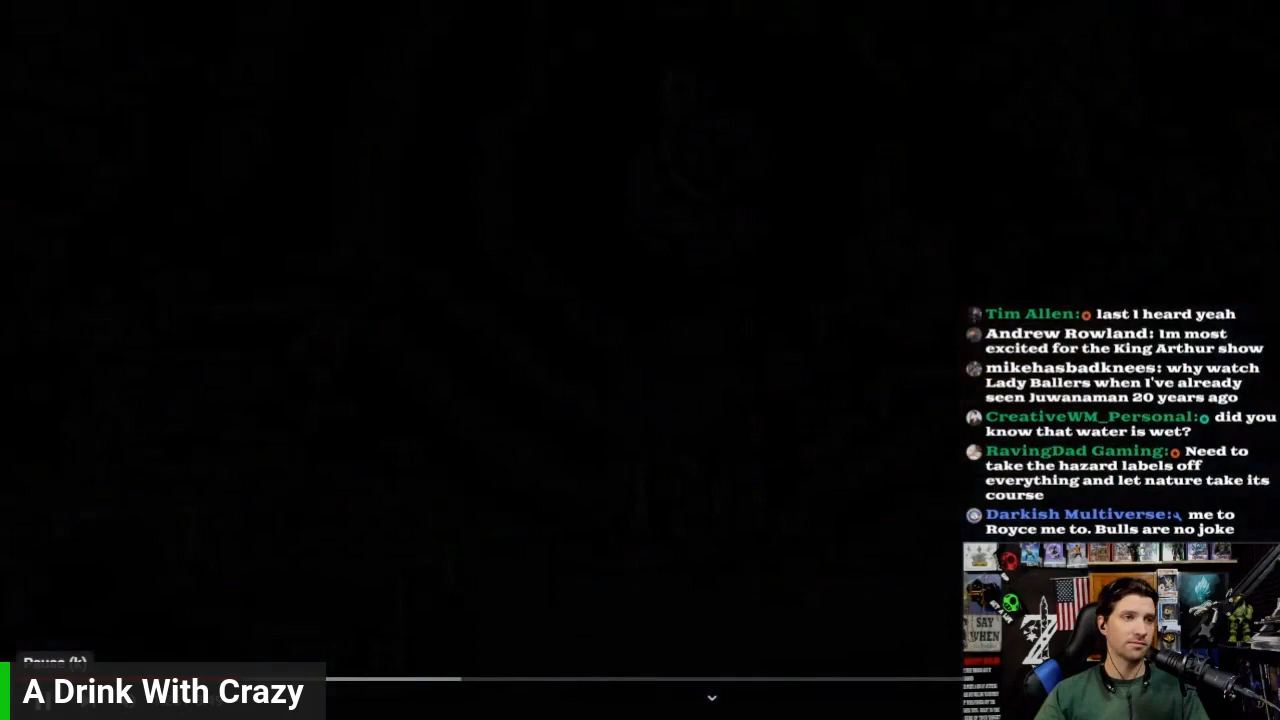 Tim Allen: last I heard yeah
Andrew Rowland: Im most
excited for the King Arthur show
mikehasbadknees: why watch
Lady Ballers when I've already
seen Juwanaman 20 years ago
CreativeWM_Personal: did you
know that water is wet?
RavingDad Gaming: Need to
take the hazard labels off
everything and let nature take its
course
Darkish Multiverse: me to
Royce me to. Bulls are no joke
SAY
WHEN
Pause (k)
A Drink With Crazy